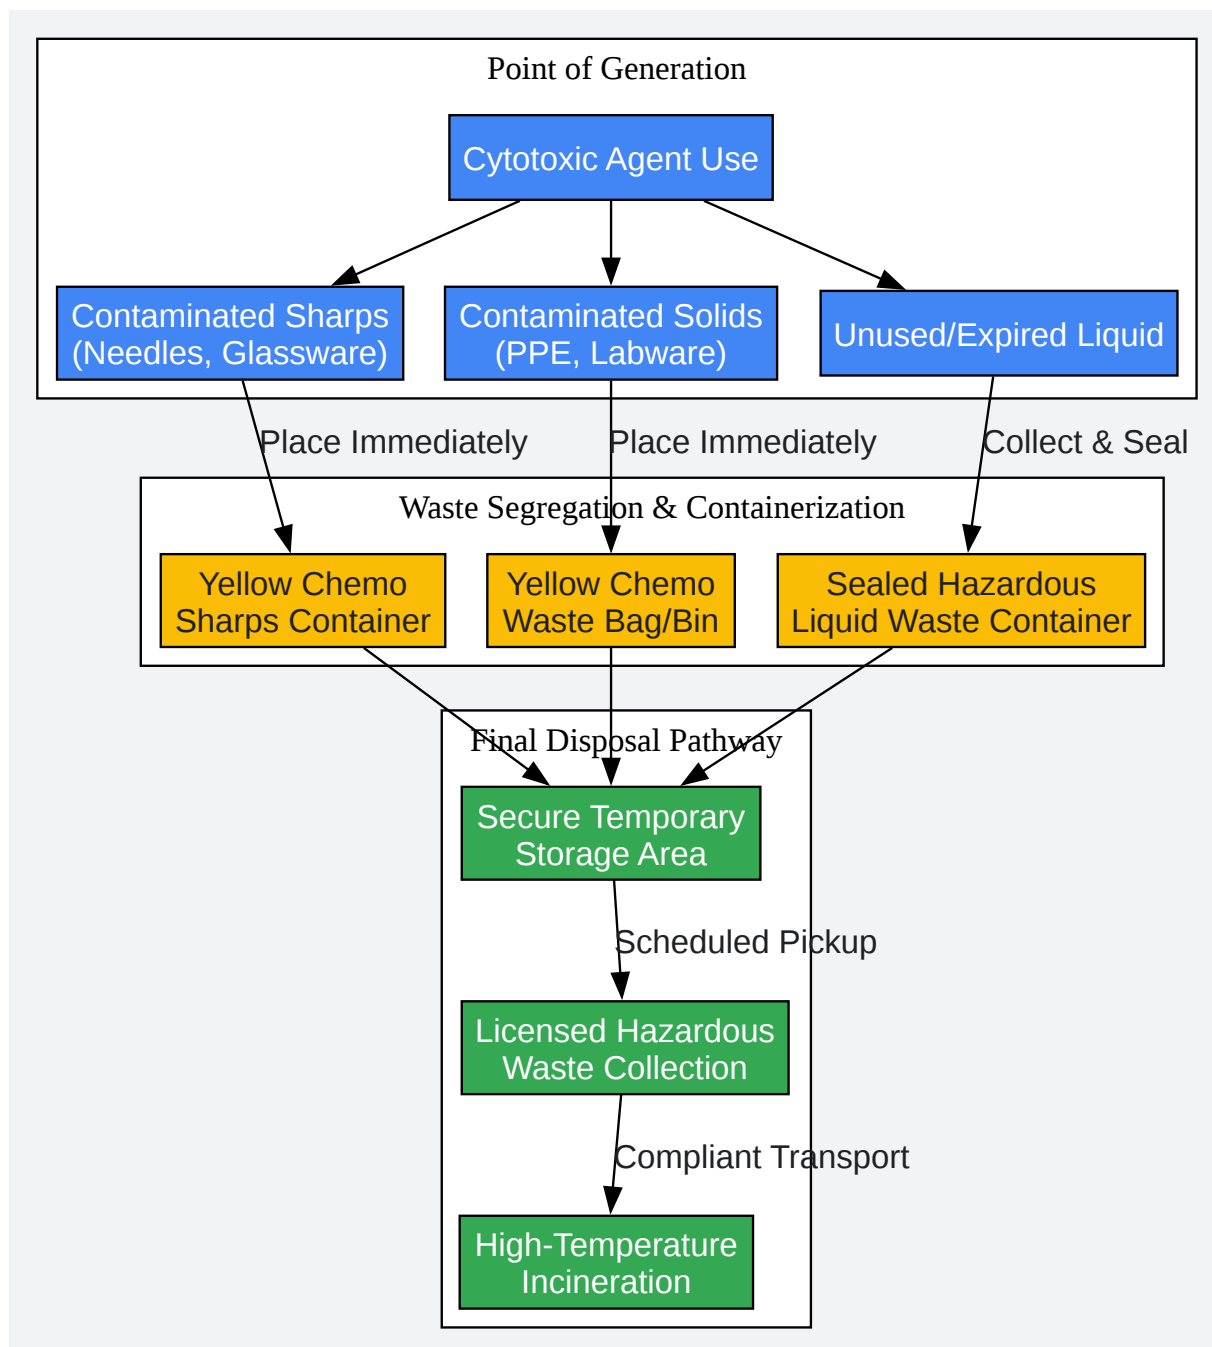 Point of Generation
Cytotoxic Agent Use
Contaminated Sharps
(Needles, Glassware)
Contaminated Solids
(PPE, Labware)
Unused/Expired Liquid
Place Immediately
Place Immediately
Collect & Seal
Waste Segregation & Containerization
Yellow Chemo
Sharps Container
Yellow Chemo
Waste Bag/Bin
Sealed Hazardous
Liquid Waste Container
Final Disposal Pathway
Secure Temporary
Storage Area
Scheduled Pickup
Licensed Hazardous
Waste Collection
Compliant Transport
High-Temperature
Incineration